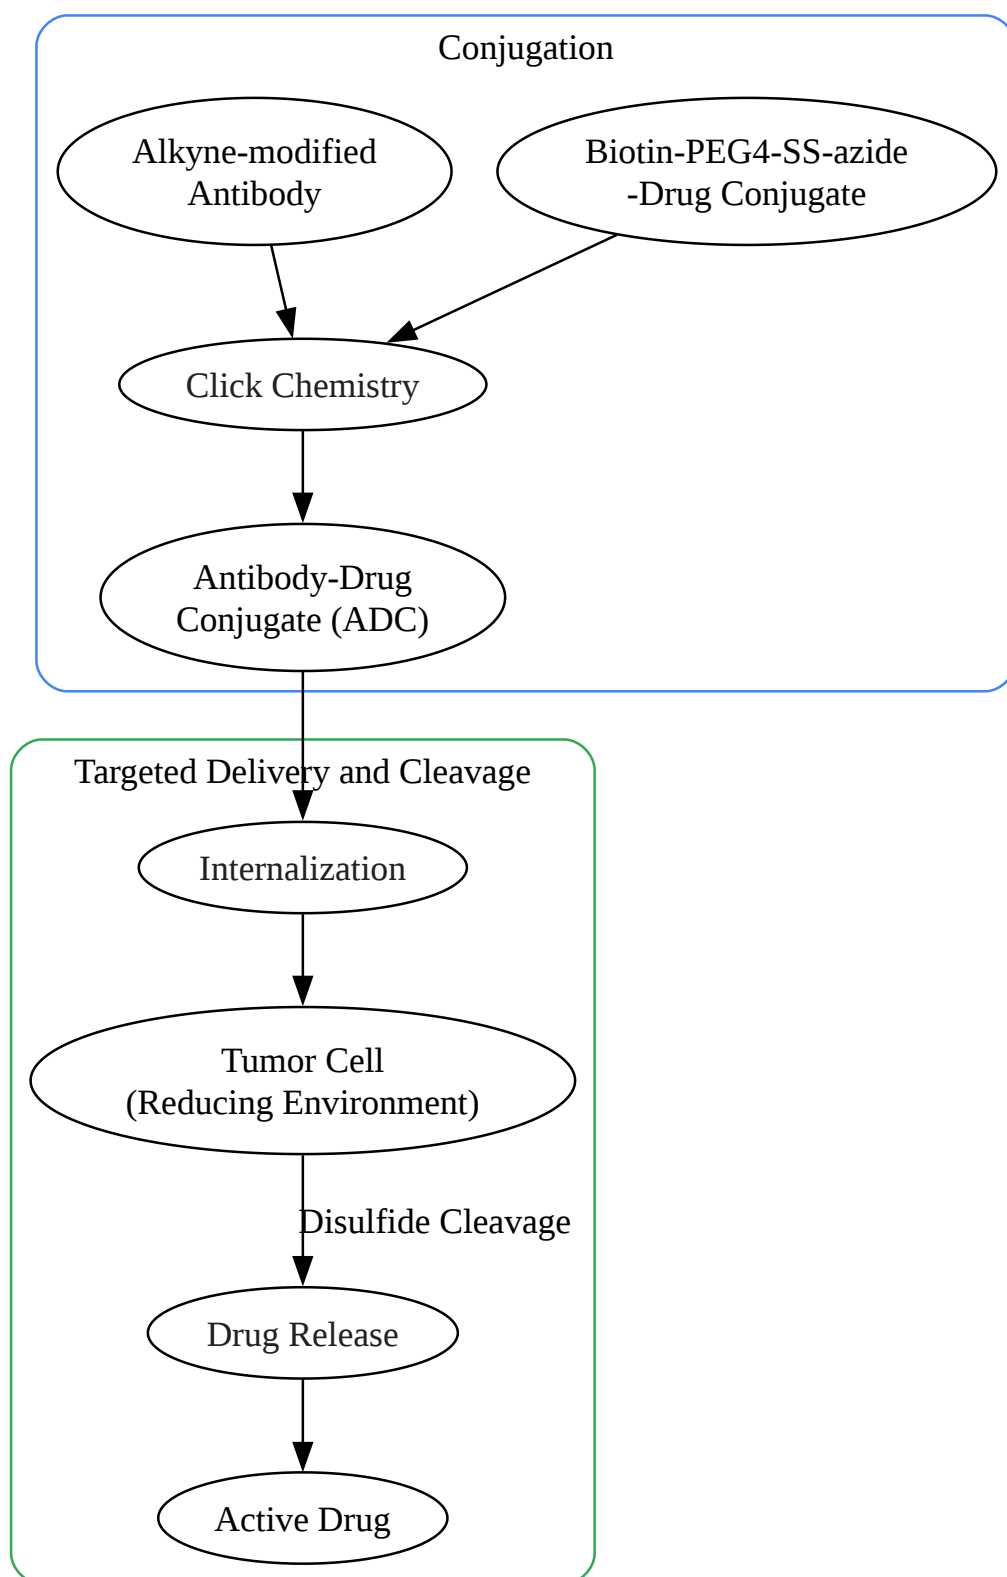 Conjugation
Alkyne-modified
Antibody
Biotin-PEG4-SS-azide
-Drug Conjugate
Click Chemistry
Antibody-Drug
Conjugate (ADC)
Targeted Delivery and Cleavage
Internalization
Tumor Cell
(Reducing Environment)
Disulfide Cleavage
Drug Release
Active Drug